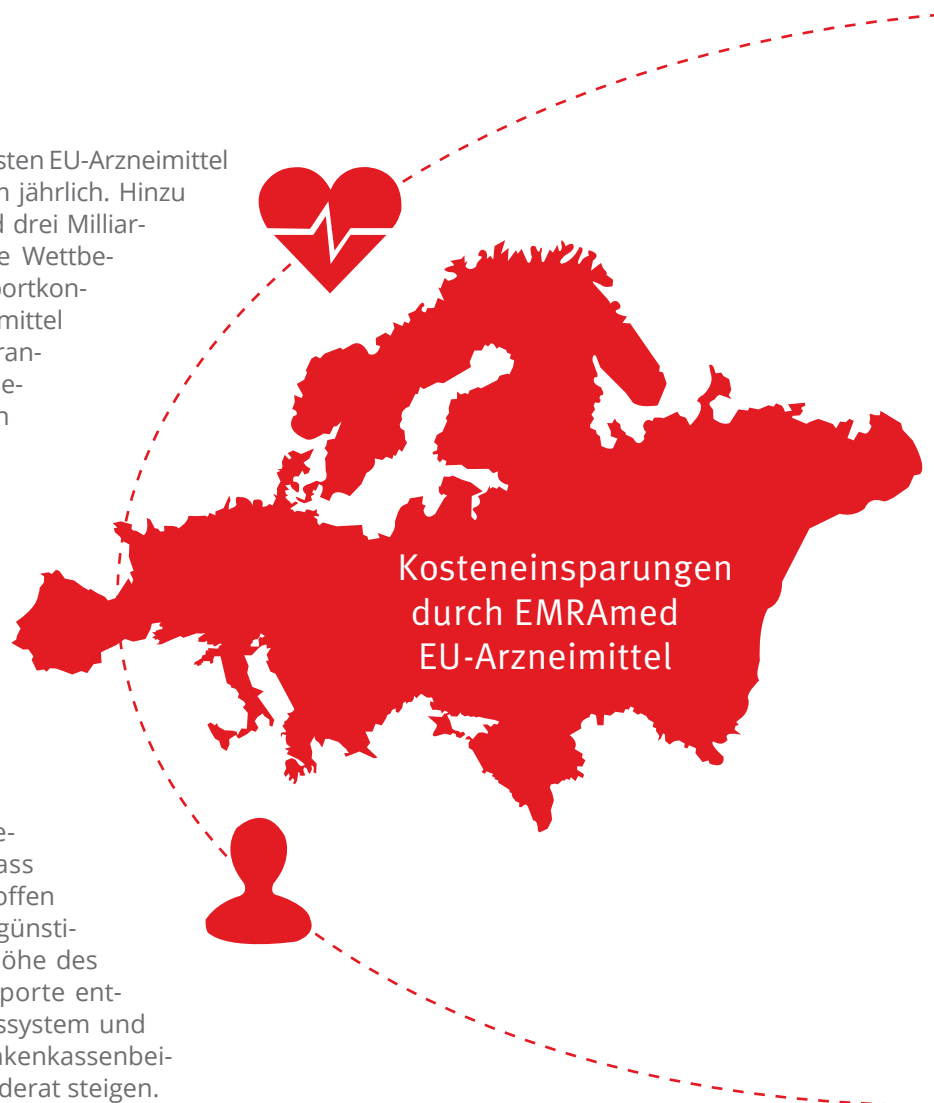 sten EU-Arzneimittel
n jährlich. Hinzu
d drei Milliar-
e Wettbe-
portkon-
mittel
ran-
e-
n
Kosteneinsparungen
durch EMRAmed
EU-Arzneimittel
e-
ass
offen
günsti-
öhe des
porte ent-
ssystem und
nkenkassenbei-
derat steigen.